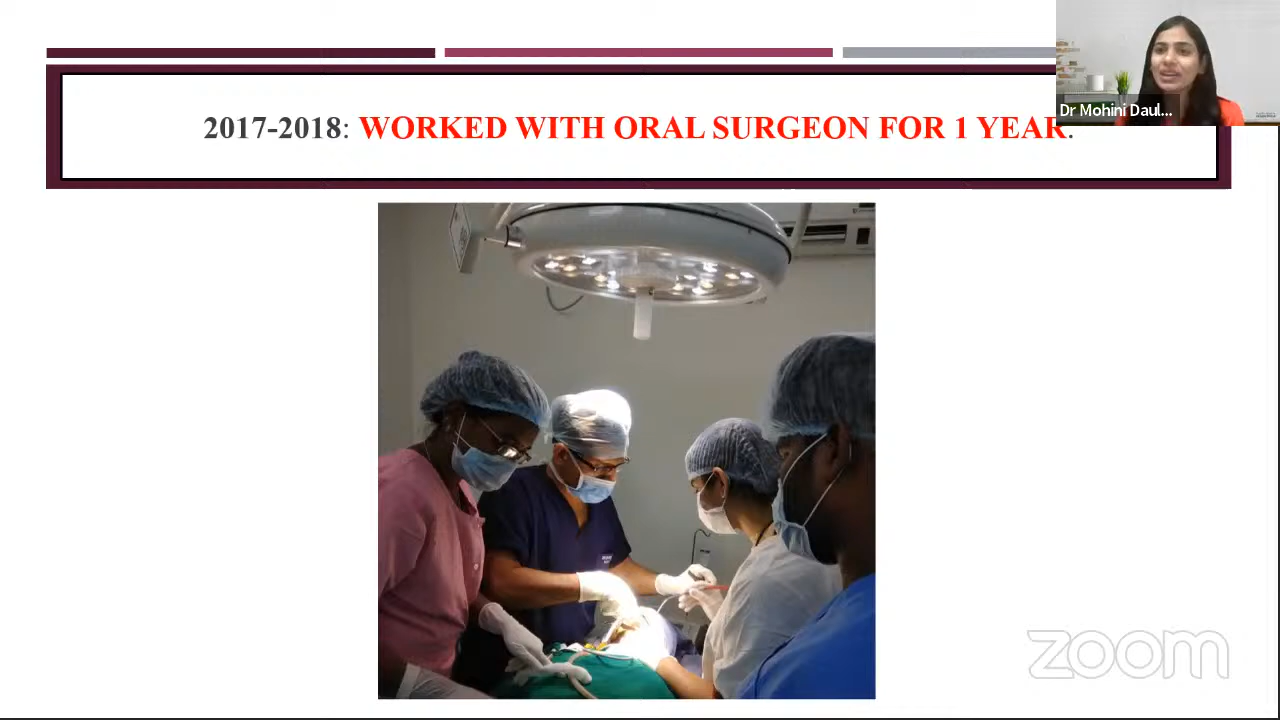 2017-2018: WORKED WITH ORAL SURGEON FOR 1 YEAR.
Dr Mohini Daul...
zoom